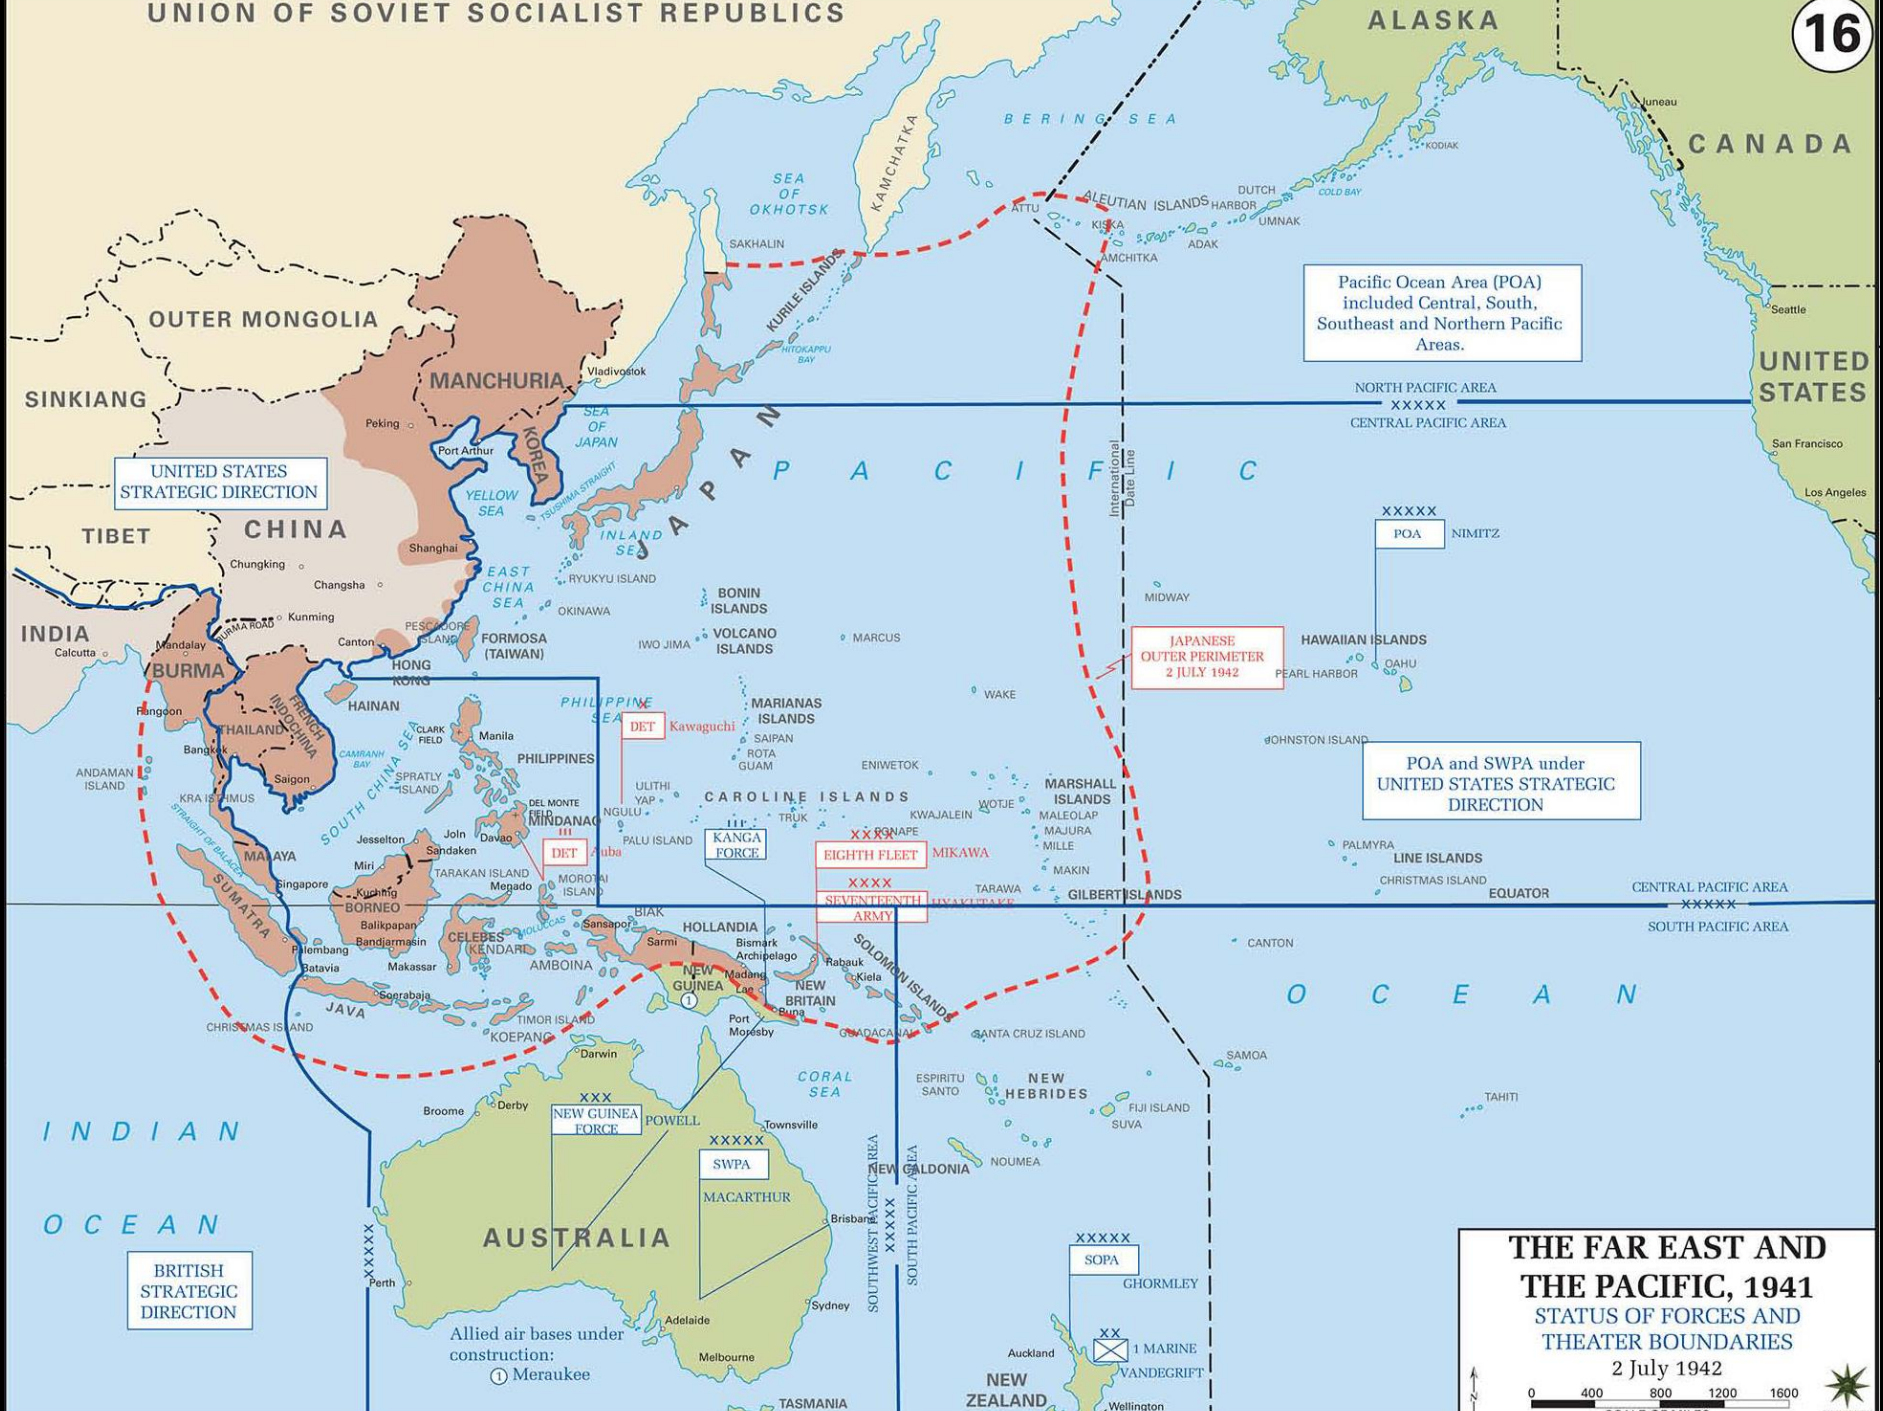 UNION OF SOVIET SOCIALIST REPUBLICS
ALASKA
16
Juneau
CANADA
BERING SEA
KODIAK
KAMCHATKA
SEA
OF
OKHOTSK
DUTCH
HARBOR
COLD BAY
ALEUTIAN ISLANDS
ATTU
UMNAK
KISKA
ADAK
AMCHITKA
SAKHALIN
KURILE ISLANDS
HITOKAPPU
BAY
Pacific Ocean Area (POA)
included Central, South,
Southeast and Northern Pacific
Areas.
Seattle
UNITED
STATES
OUTER MONGOLIA
MANCHURIA
Vladivostok
SINKIANG
NORTH PACIFIC AREA
XXXXX
CENTRAL PACIFIC AREA
San Francisco
Los Angeles
Peking
Port Arthur
KOREA
SEA
OF
JAPAN
JAPAN
PACIFIC
International
Date Line
UNITED STATES
STRATEGIC DIRECTION
YELLOW
SEA
TSUSHIMA STRAIGHT
INLAND
SEA
XXXXX
POA
NIMITZ
TIBET
CHINA
Shanghai
Chungking
Changsha
EAST
CHINA
SEA
RYUKYU ISLAND
OKINAWA
BONIN
ISLANDS
MIDWAY
INDIA
Calcutta
BURMA ROAD
Kunming
Mandalay
BURMA
Canton
PESCADORE
ISLAND
FORMOSA
(TAIWAN)
HONG
KONG
IWO JIMA
VOLCANO
ISLANDS
MARCUS
JAPANESE
OUTER PERIMETER
2 JULY 1942
HAWAIIAN ISLANDS
OAHU
PEARL HARBOR
Rangoon
HAINAN
FRENCH
INDOCHINA
THAILAND
Bangkok
Saigon
CAMRANH
BAY
SOUTH CHINA SEA
CLARK
FIELD
Manila
PHILIPPINES
PHILIPPINE
SEA
X
DET
Kawaguchi
MARIANAS
ISLANDS
SAIPAN
ROTA
GUAM
WAKE
JOHNSTON ISLAND
POA and SWPA under
UNITED STATES STRATEGIC
DIRECTION
ANDAMAN
ISLAND
KRA ISTHMUS
STRAIGHT OF BALACEA
SPRATLY
ISLAND
DEL MONTE
FIELD
MINDANAO
Davao
Joln
Jesselton
Sandaken
ULITHI
YAP
NGULU
PALU ISLAND
CAROLINE ISLANDS
TRUK
ENIWETOK
KWAJALEIN
WOTJE
MARSHALL
ISLANDS
MALEOLAP
MAJURA
MILLE
MAKIN
TARAWA
GILBERT ISLANDS
PONAPE
III
KANGA
FORCE
XXXX
EIGHTH FLEET
MIKAWA
XXXX
SEVENTEENTH
ARMY
HYAKUTAKE
III
DET
Auba
PALMYRA
LINE ISLANDS
CHRISTMAS ISLAND
EQUATOR
CENTRAL PACIFIC AREA
XXXXX
SOUTH PACIFIC AREA
MALAYA
Singapore
Miri
Kuching
BORNEO
TARAKAN ISLAND
Menado
MOROTAI
ISLAND
SUMATRA
Balikpapan
Bandjarmasin
CELEBES
KENDARI
Makassar
MOLUCCAS
Sansapor
BIAK
Sarmi
HOLLANDIA
Bismark
Archipelago
Palembang
Batavia
Soerabaja
JAVA
AMBOINA
NEW
GUINEA
1
Madang
Lae
NEW
BRITAIN
Buna
Rabauk
Kiela
SOLOMON ISLANDS
CANTON
OCEAN
CHRISTMAS ISLAND
TIMOR ISLAND
KOEPANG
Port
Moresby
GUADACANAL
SANTA CRUZ ISLAND
SAMOA
Darwin
CORAL
SEA
ESPIRITU
SANTO
NEW
HEBRIDES
FIJI ISLAND
SUVA
TAHITI
INDIAN
OCEAN
Broome
Derby
XXX
NEW GUINEA
FORCE
POWELL
Townsville
XXXXX
SWPA
MACARTHUR
NEW CALDONIA
NOUMEA
SOUTHWEST PACIFIC AREA
XXXXX
SOUTH PACIFIC AREA
BRITISH
STRATEGIC
DIRECTION
XXXXX
Perth
AUSTRALIA
Brisbane
Sydney
Adelaide
Melbourne
TASMANIA
Allied air bases under
construction:
1 Meraukee
XXXXX
SOPA
GHORMLEY
XX
1 MARINE
VANDEGRIFT
Auckland
NEW
ZEALAND
Wellington
THE FAR EAST AND
THE PACIFIC, 1941
STATUS OF FORCES AND
THEATER BOUNDARIES
2 July 1942
N
0 400 800 1200 1600